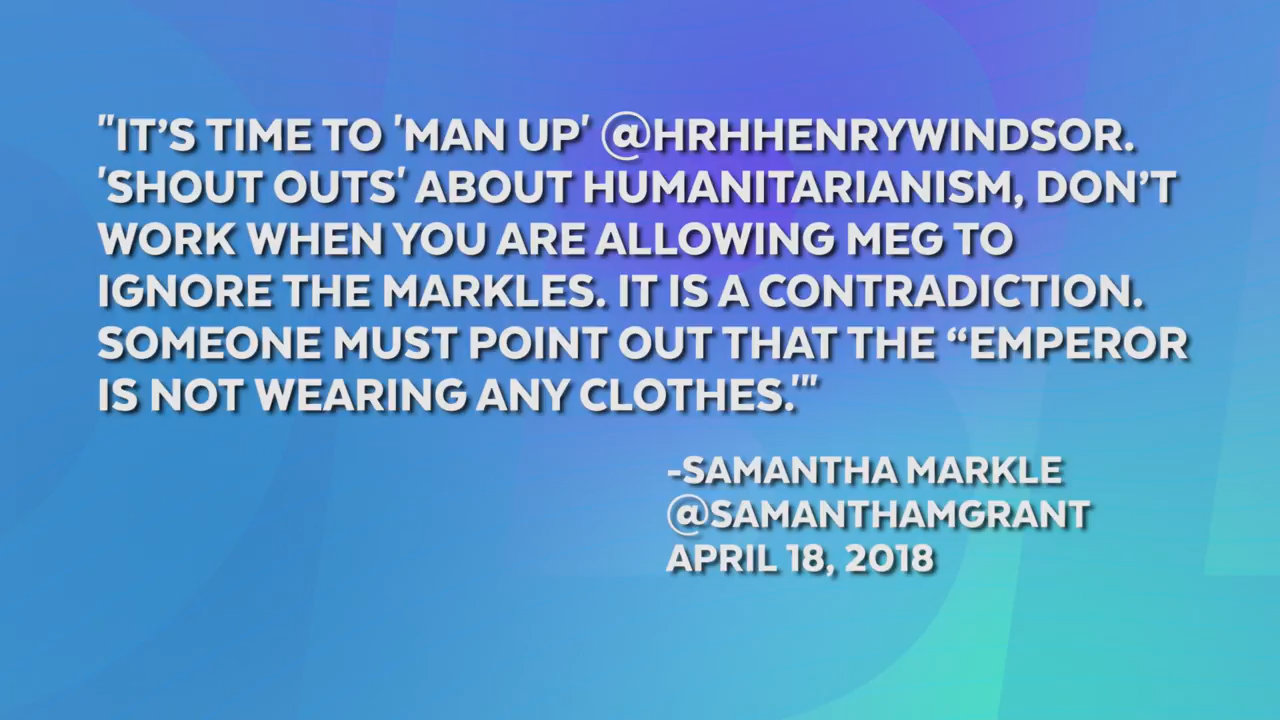 "IT’S TIME TO 'MAN UP' @HRHHENRYWINDSOR.
'SHOUT OUTS' ABOUT HUMANITARIANISM, DON’T
WORK WHEN YOU ARE ALLOWING MEG TO
IGNORE THE MARKLES. IT IS A CONTRADICTION.
SOMEONE MUST POINT OUT THAT THE “EMPEROR
IS NOT WEARING ANY CLOTHES.'"
-SAMANTHA MARKLE
@SAMANTHAMGRANT
APRIL 18, 2018